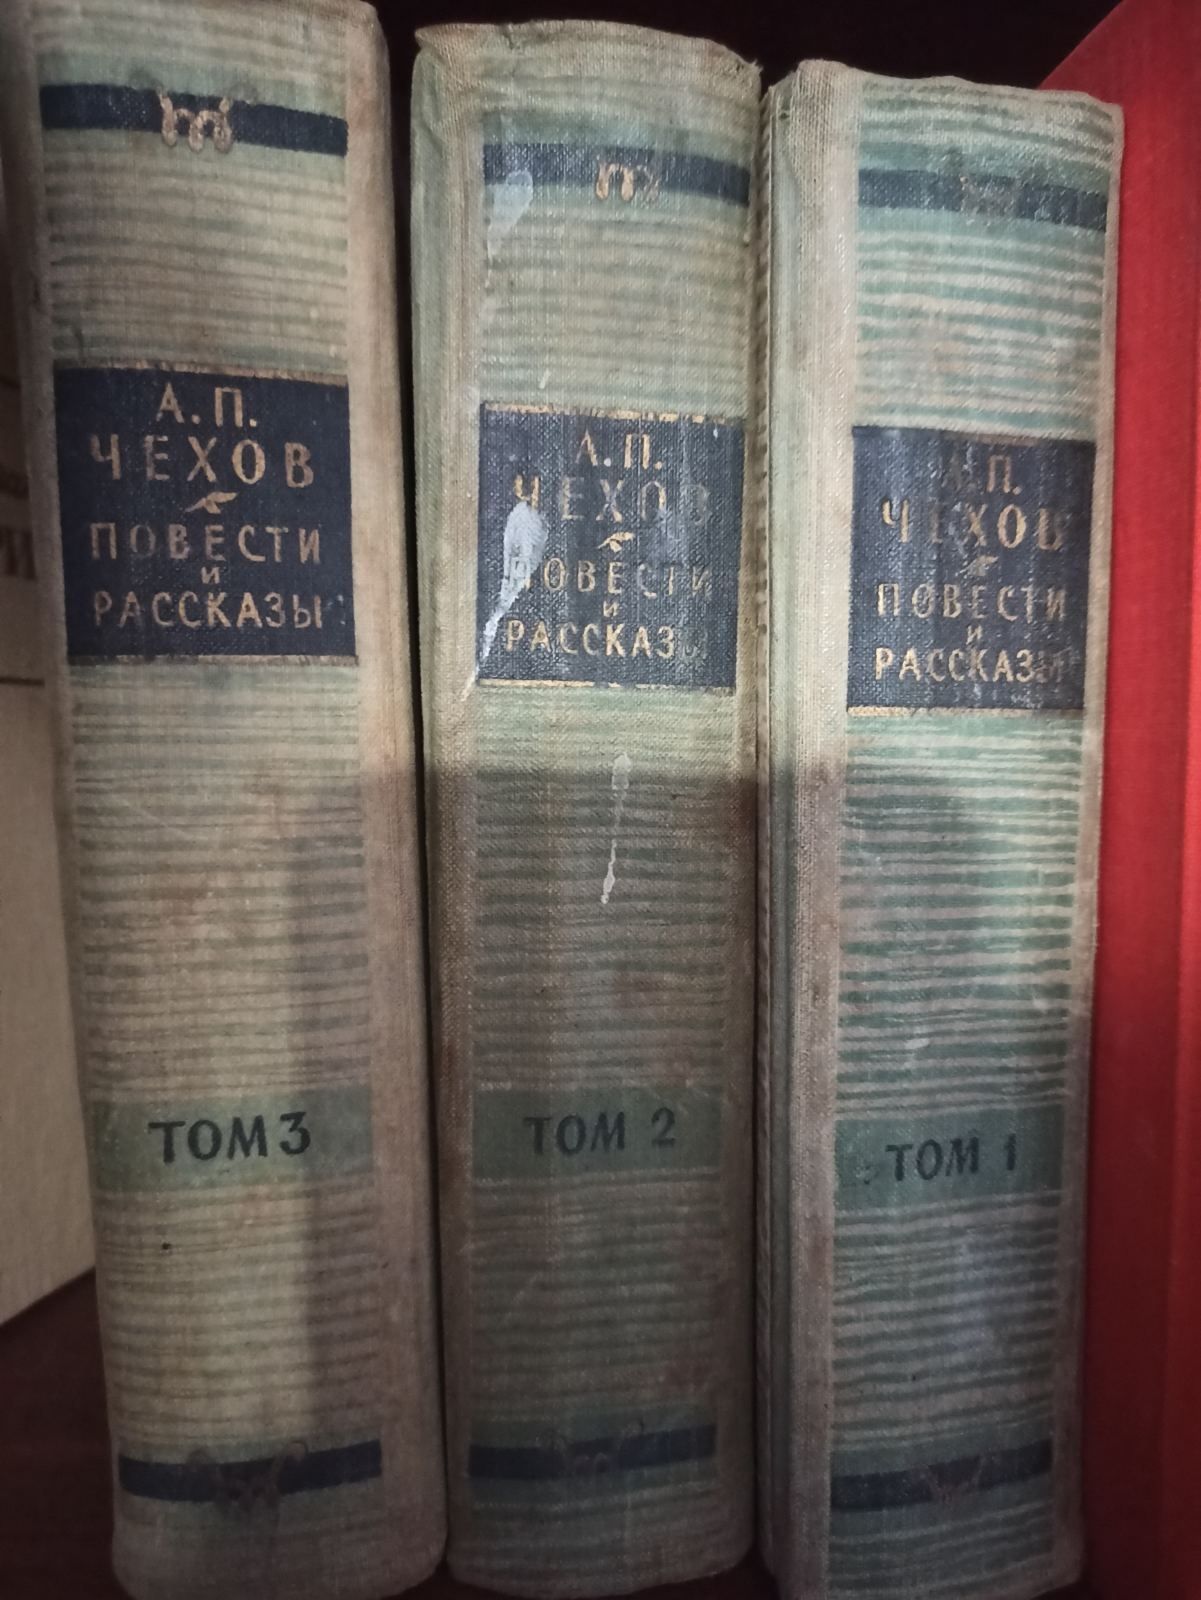 А. П.
ЧЕХОВ
ПОВЕСТИ
и
РАССКАЗЫ
ТОМ 3
А. П.
ЧЕХОВ
ПОВЕСТИ
и
РАССКАЗЫ
ТОМ 2
А. П.
ЧЕХОВ
ПОВЕСТИ
и
РАССКАЗЫ
ТОМ 1